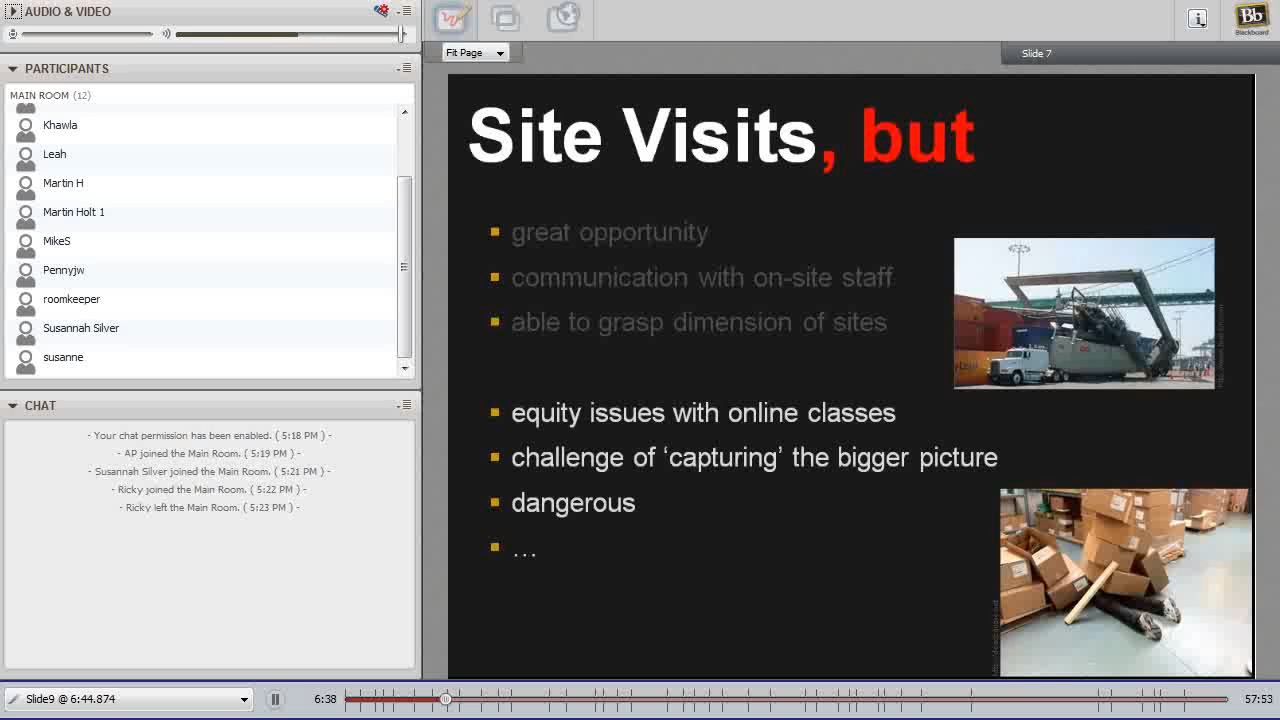 AUDIO & VIDEO
PARTICIPANTS
MAIN ROOM (12)
Khawla
Leah
Martin H
Martin Holt 1
MikeS
Pennyjw
roomkeeper
Susannah Silver
susanne
CHAT
- Your chat permission has been enabled. ( 5:18 PM ) -
- AP joined the Main Room. ( 5:19 PM ) -
- Susannah Silver joined the Main Room. ( 5:21 PM ) -
- Ricky joined the Main Room. ( 5:22 PM ) -
- Ricky left the Main Room. ( 5:23 PM ) -
Bb
Blackboard
Fit Page
Slide 7
Site Visits, but
great opportunity
communication with on-site staff
able to grasp dimension of sites
equity issues with online classes
challenge of ‘capturing’ the bigger picture
dangerous
…
Slide9 @ 6:44.874
6:38
57:53